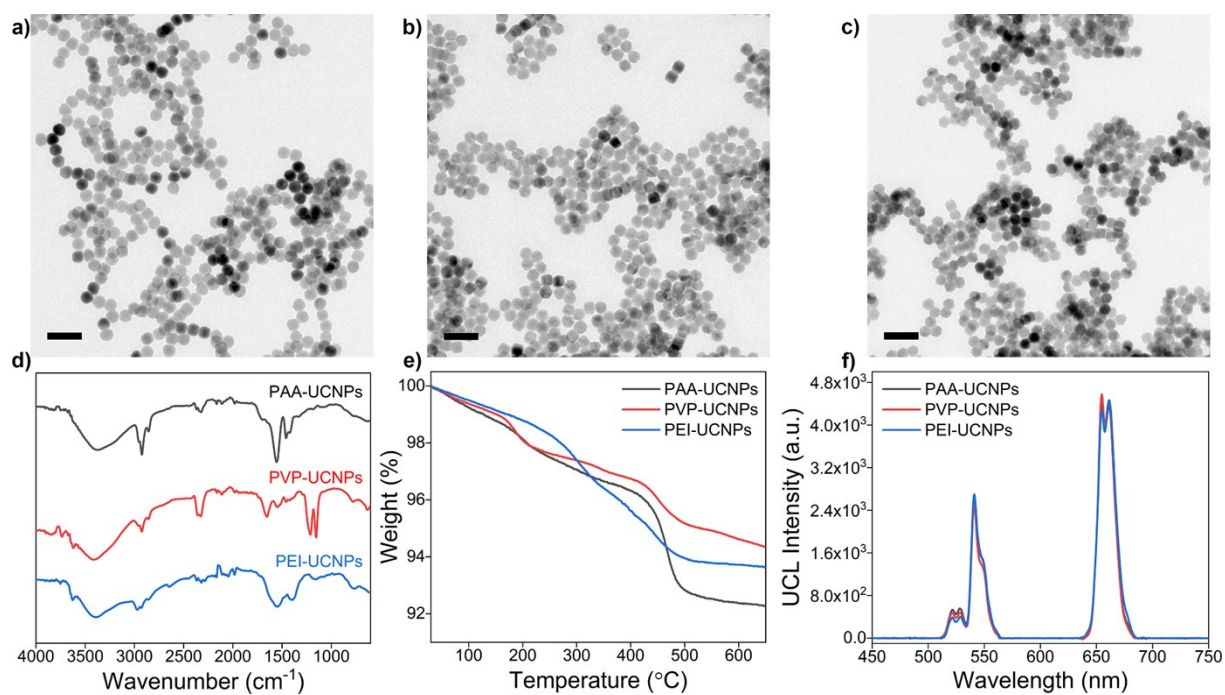 a)
b)
c)
d)
PAA-UCNPs
PVP-UCNPs
PEI-UCNPs
4000 3000 2500 2000 1500 1000
Wavenumber (cm⁻¹)
e)
PAA-UCNPs
PVP-UCNPs
PEI-UCNPs
100
98
96
94
92
Weight (%)
100 200 300 400 500 600
Temperature (°C)
f)
PAA-UCNPs
PVP-UCNPs
PEI-UCNPs
4.8x10³
4.0x10³
3.2x10³
2.4x10³
1.6x10³
8.0x10²
0.0
UCL Intensity (a.u.)
450 500 550 600 650 700 750
Wavelength (nm)